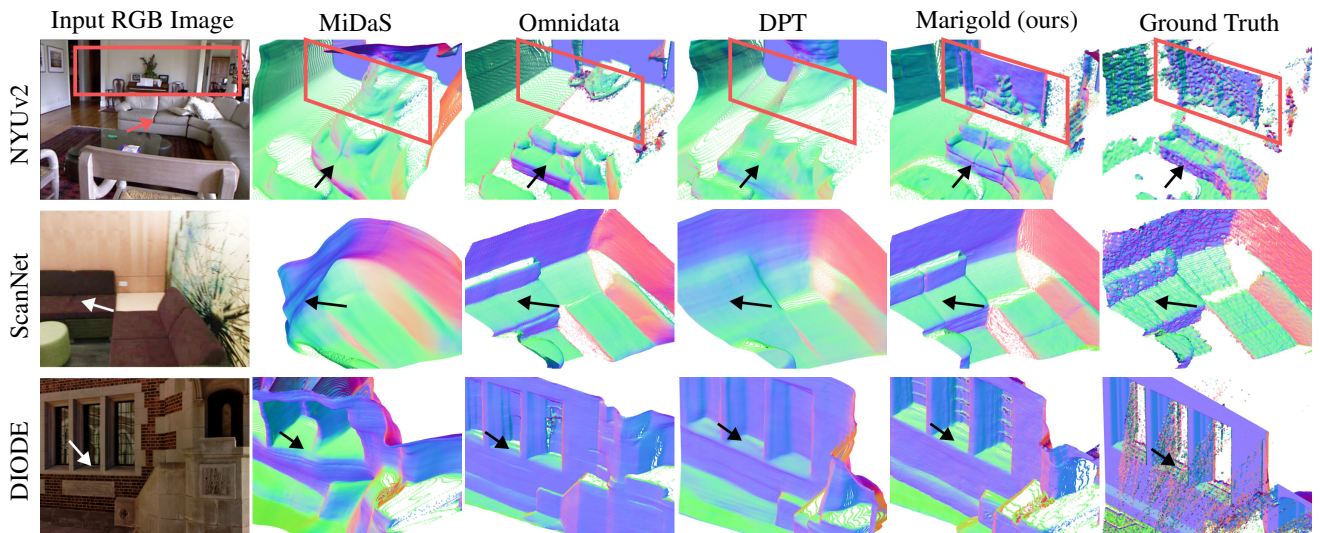 Input RGB Image MiDaS Omnidata DPT Marigold (ours) Ground Truth
NYUv2
ScanNet
DIODE